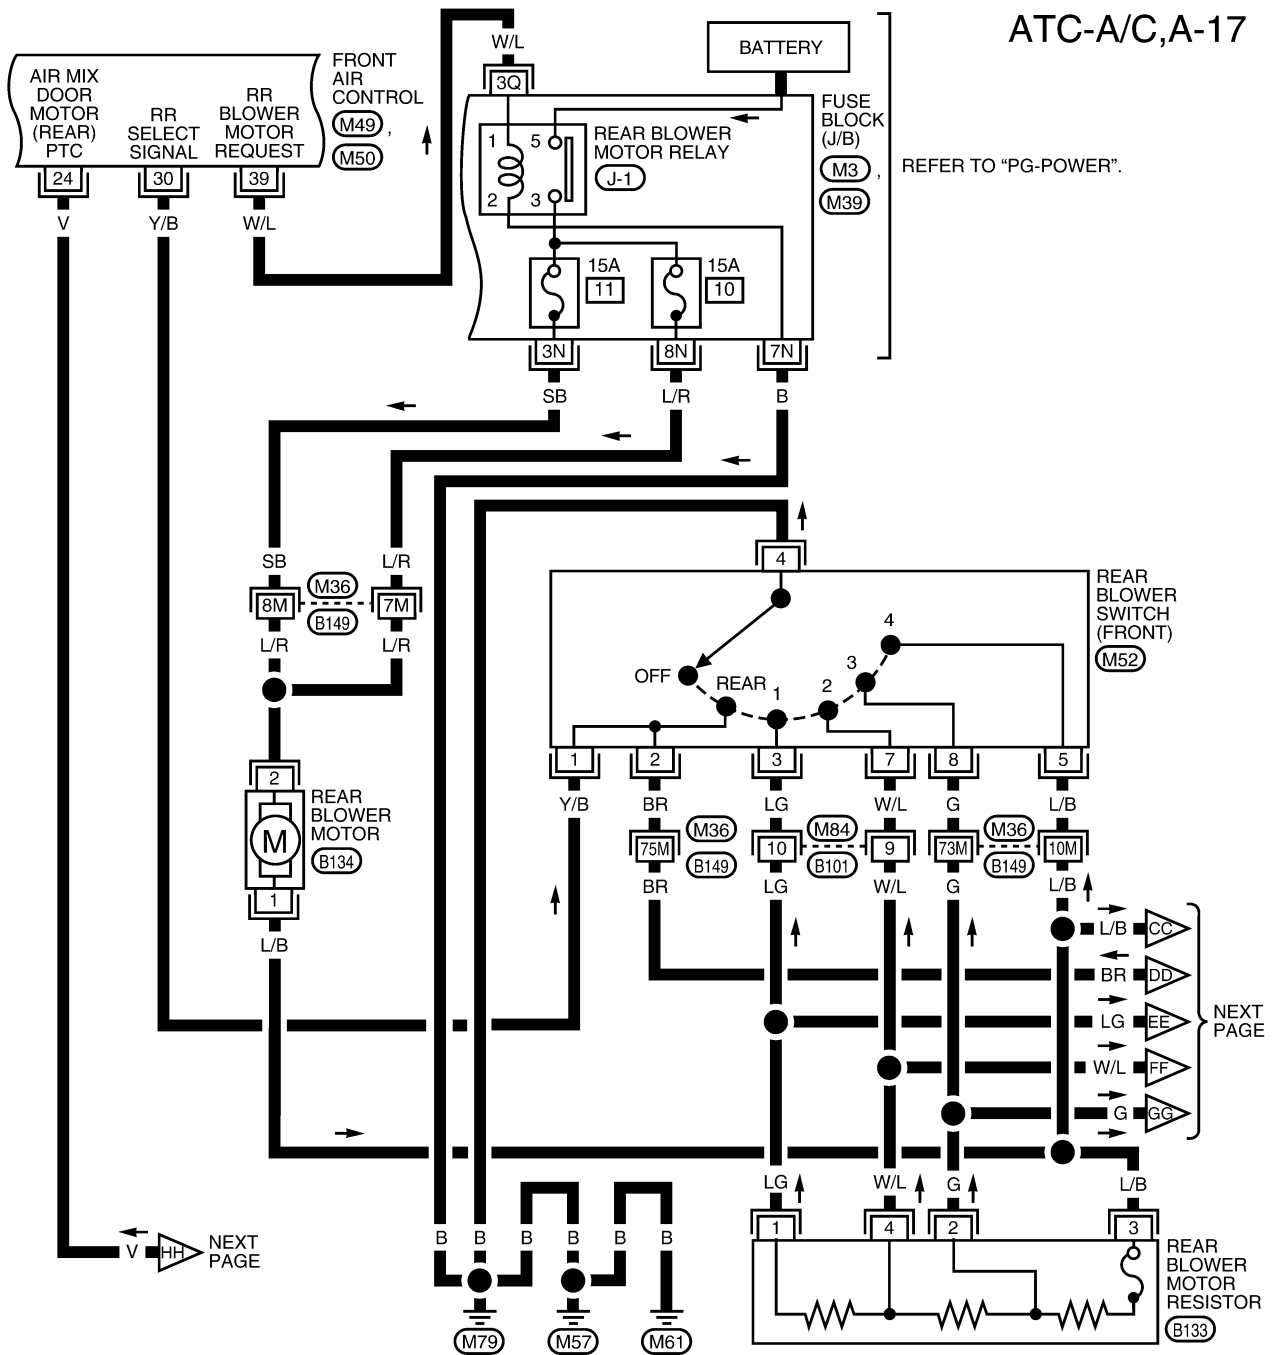 ATC-A/C,A-17
AIR MIX
DOOR
MOTOR
(REAR)
PTC
RR
SELECT
SIGNAL
RR
BLOWER
MOTOR
REQUEST
FRONT
AIR
CONTROL
M49 ,
M50
24
30
39
V
Y/B
W/L
W/L
3Q
BATTERY
1
5
2
3
REAR BLOWER
MOTOR RELAY
J-1
FUSE
BLOCK
(J/B)
M3 ,
M39
REFER TO “PG-POWER”.
15A
11
15A
10
3N
8N
7N
SB
L/R
B
SB
L/R
8M
M36
B149
7M
L/R
L/R
2
M
1
REAR
BLOWER
MOTOR
B134
L/B
4
REAR
BLOWER
SWITCH
(FRONT)
M52
OFF
REAR
1
2
3
4
1
2
3
7
8
5
Y/B
BR
LG
W/L
G
L/B
75M
M36
B149
10
M84
B101
9
73M
M36
B149
10M
BR
LG
W/L
G
L/B
L/B
CC
BR
DD
LG
EE
W/L
FF
G
GG
NEXT
PAGE
V
HH
NEXT
PAGE
B
B
B
B
B
B
M79
M57
M61
LG
W/L
G
L/B
1
4
2
3
REAR
BLOWER
MOTOR
RESISTOR
B133